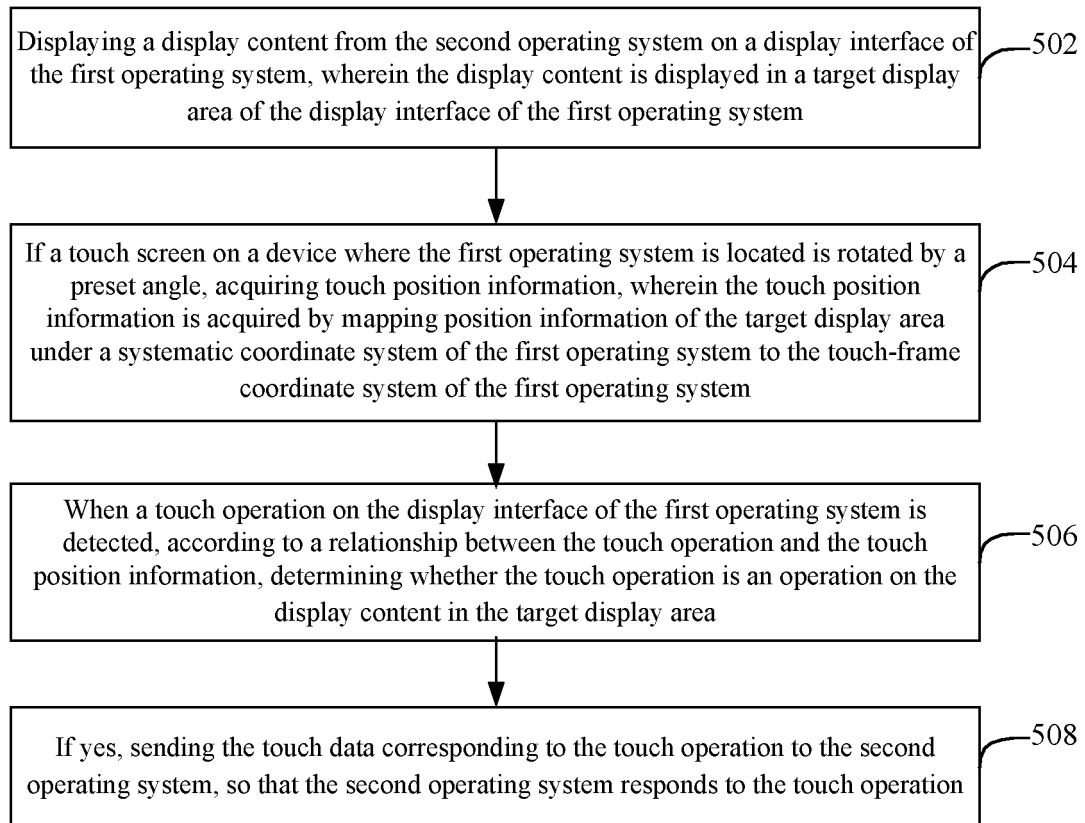 Displaying a display content from the second operating system on a display interface of
the first operating system, wherein the display content is displayed in a target display
area of the display interface of the first operating system
502
If a touch screen on a device where the first operating system is located is rotated by a
preset angle, acquiring touch position information, wherein the touch position
information is acquired by mapping position information of the target display area
under a systematic coordinate system of the first operating system to the touch-frame
coordinate system of the first operating system
504
When a touch operation on the display interface of the first operating system is
detected, according to a relationship between the touch operation and the touch
position information, determining whether the touch operation is an operation on the
display content in the target display area
506
If yes, sending the touch data corresponding to the touch operation to the second
operating system, so that the second operating system responds to the touch operation
508